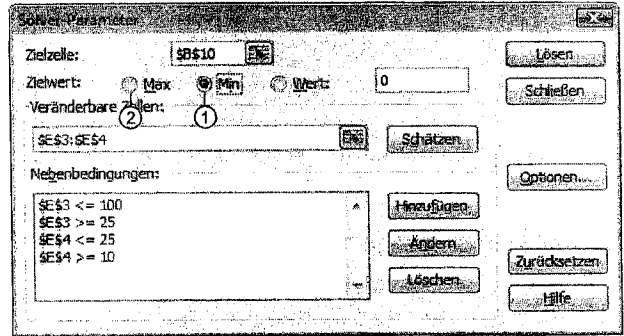 Solver-Parameter
Zielzelle: $B$10 Lösen
Zielwert: Max Min Wert: 0 Schließen
② ①
Veränderbare Zellen:
$E$3:$E$4 Schätzen
Nebenbedingungen: Optionen...
$E$3 <= 100 Hinzufügen
$E$3 >= 25
$E$4 <= 25 Ändern
$E$4 >= 10 Zurücksetzen
Löschen
Hilfe